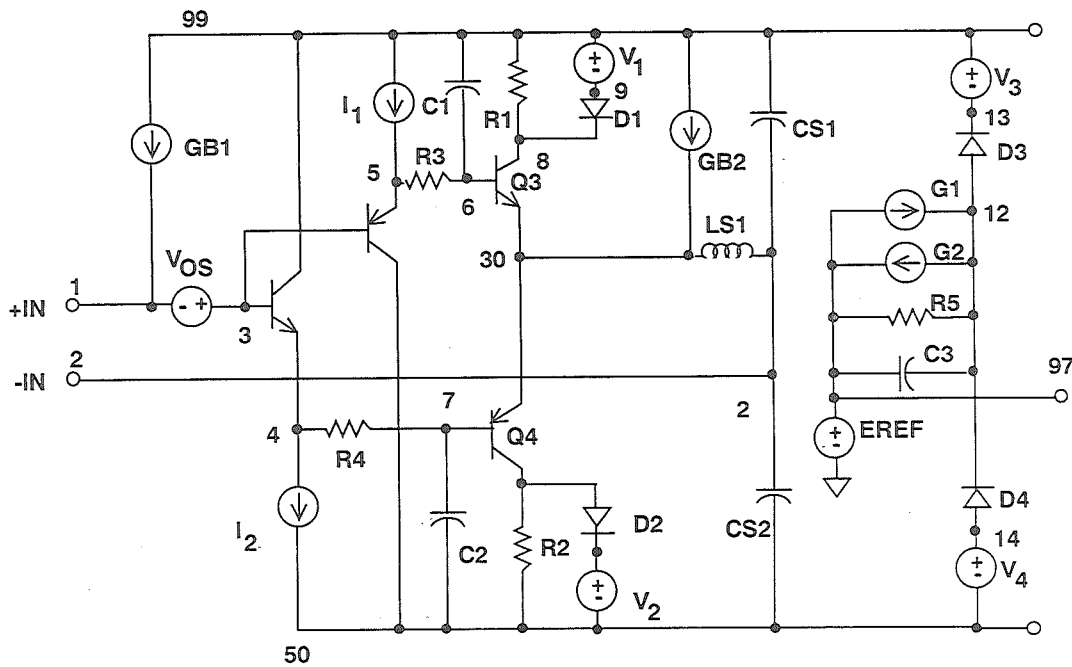 99
V1
9
D1
I1
C1
R1
8
GB1
GB2
CS1
V3
13
D3
5
R3
6
Q3
G1
12
LS1
30
G2
VOS
1
+IN
3
R5
2
-IN
C3
97
7
2
4
R4
Q4
EREF
I2
C2
R2
D2
CS2
D4
14
V2
V4
50
+ -
+ -
- +
+ -
+ -
+ -